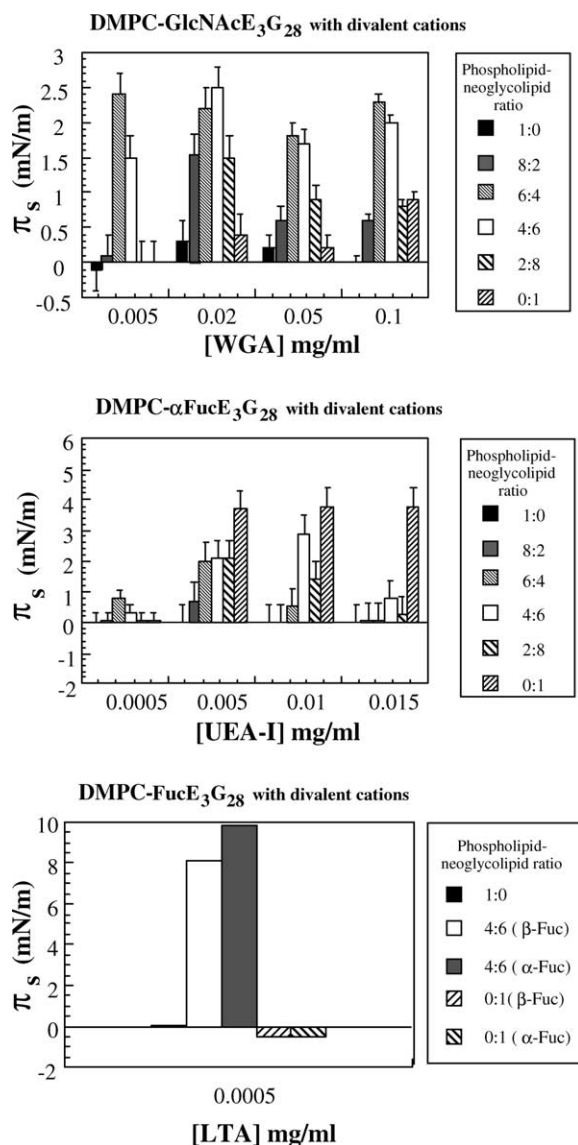 DMPC-GlcNAcE₃G₂₈ with divalent cations
π s (mN/m)
3
2.5
2
1.5
1
0.5
0
-0.5
0.005 0.02 0.05 0.1
[WGA] mg/ml
Phospholipid-
neoglycolipid
ratio
1:0
8:2
6:4
4:6
2:8
0:1
DMPC-αFucE₃G₂₈ with divalent cations
π s (mN/m)
6
5
4
3
2
1
0
-1
-2
0.0005 0.005 0.01 0.015
[UEA-I] mg/ml
Phospholipid-
neoglycolipid
ratio
1:0
8:2
6:4
4:6
2:8
0:1
DMPC-FucE₃G₂₈ with divalent cations
π s (mN/m)
10
8
6
4
2
0
-2
0.0005
[LTA] mg/ml
Phospholipid-
neoglycolipid ratio
1:0
4:6 ( β-Fuc)
4:6 ( α-Fuc)
0:1( β-Fuc)
0:1 ( α-Fuc)